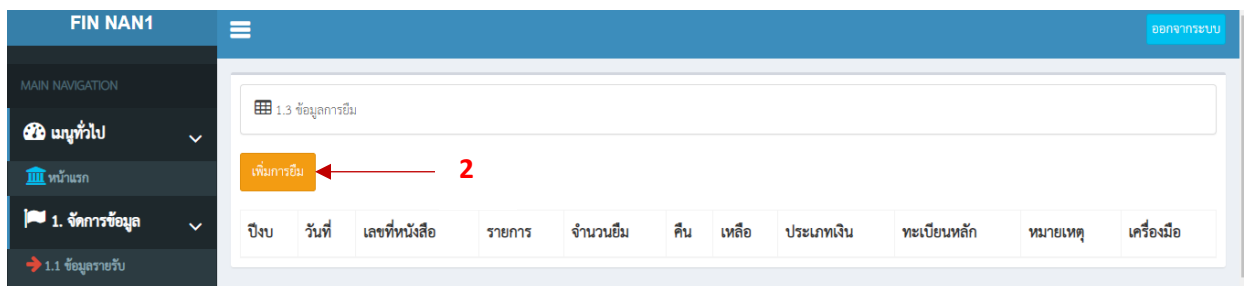 FIN NAN1
ออกจากระบบ
MAIN NAVIGATION
1.3 ข้อมูลการยืม
เมนูทั่วไป
เพิ่มการยืม 2
หน้าแรก
1. จัดการข้อมูล
ปีงบ วันที่ เลขที่หนังสือ รายการ จำนวนยืม คืน เหลือ ประเภทเงิน ทะเบียนหลัก หมายเหตุ เครื่องมือ
1.1 ข้อมูลรายรับ